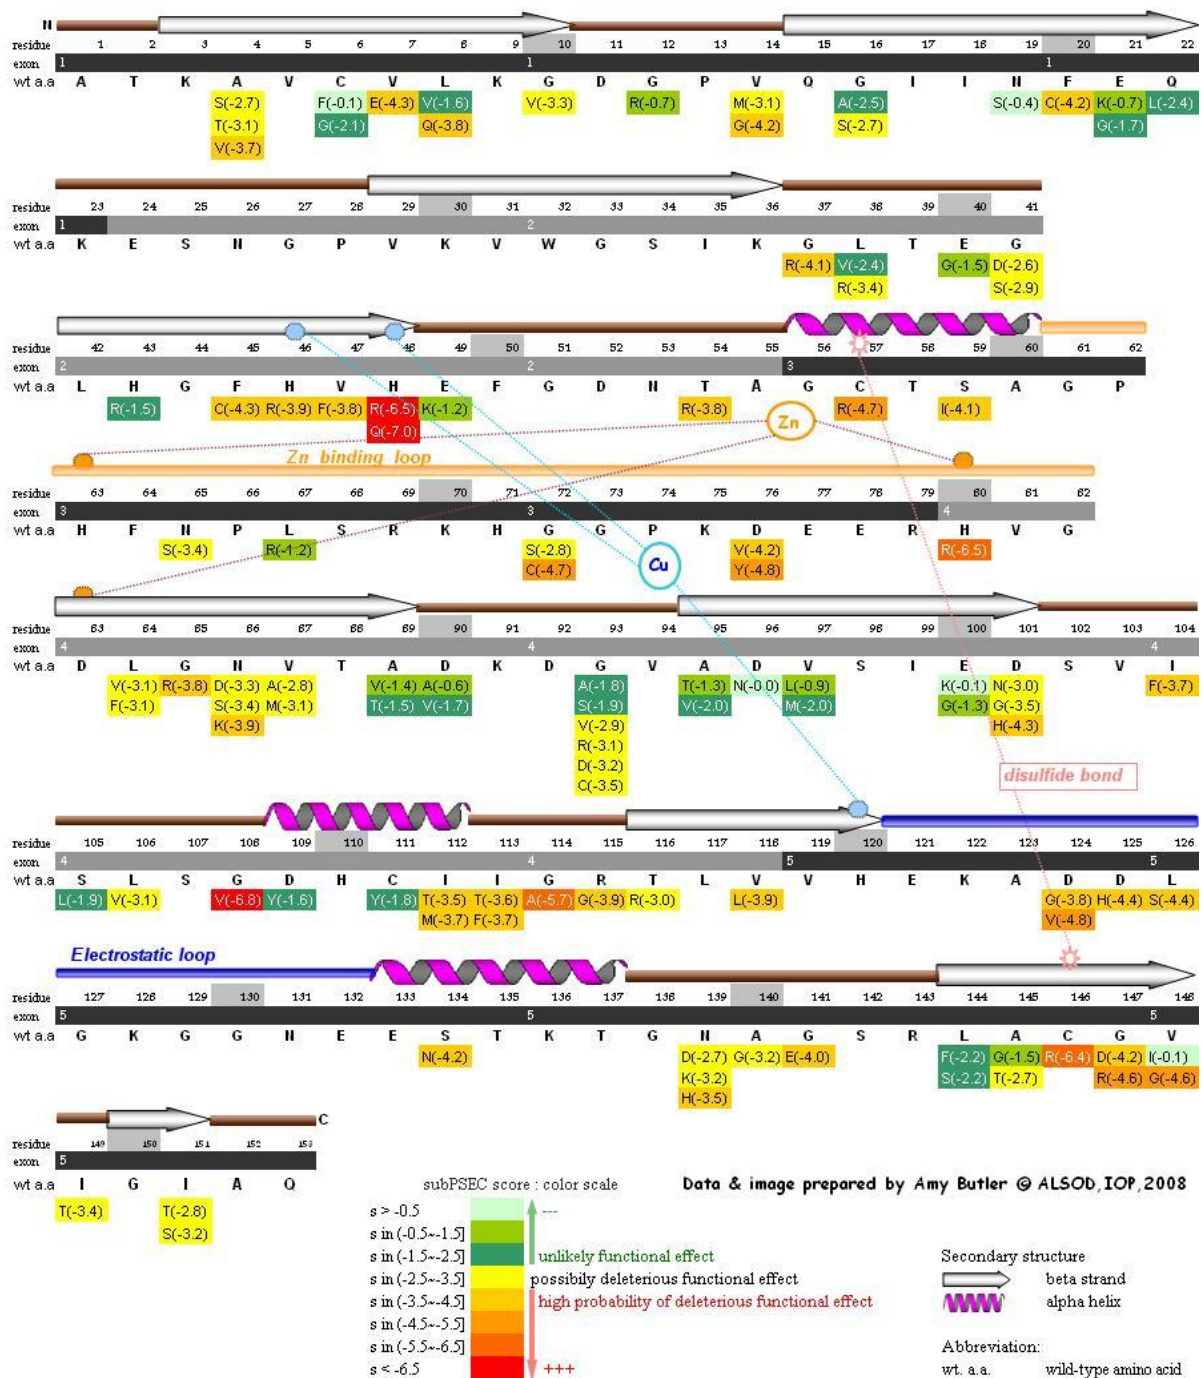 N
residue 1 2 3 4 5 6 7 8 9 10 11 12 13 14 15 16 17 18 19 20 21 22
exon 1 1 1
wt a.a A T K A V C V L K G D G P V Q G I I N F E Q
S(-2.7) F(-0.1) E(-4.3) V(-1.6) V(-3.3) R(-0.7) M(-3.1) A(-2.5) S(-0.4) C(-4.2) K(-0.7) L(-2.4)
T(-3.1) G(-2.1) Q(-3.8) G(-4.2) S(-2.7) G(-1.7)
V(-3.7)
residue 23 24 25 26 27 28 29 30 31 32 33 34 35 36 37 38 39 40 41
exon 1 2
wt a.a K E S N G P V K V W G S I K G L T E G
R(-4.1) V(-2.4) G(-1.5) D(-2.6)
R(-3.4) S(-2.9)
residue 42 43 44 45 46 47 48 49 50 51 52 53 54 55 56 57 58 59 60 61 62
exon 2 2 3
wt a.a L H G F H V H E F G D N T A G C T S A G P
R(-1.5) C(-4.3) R(-3.9) F(-3.8) R(-6.5) K(-1.2) R(-3.8) R(-4.7) I(-4.1)
Q(-7.0)
Zn
Zn binding loop
residue 63 64 65 66 67 68 69 70 71 72 73 74 75 76 77 78 79 80 81 82
exon 3 3 4
wt a.a H F N P L S R K H G G P K D E E R H V G
S(-3.4) R(-1.2) S(-2.8) V(-4.2) R(-6.5)
C(-4.7) Y(-4.8)
Cu
residue 83 84 85 86 87 88 89 90 91 92 93 94 95 96 97 98 99 100 101 102 103 104
exon 4 4
wt a.a D L G N V T A D K D G V A D V S I E D S V I
V(-3.1) R(-3.8) D(-3.3) A(-2.8) V(-1.4) A(-0.6) A(-1.8) T(-1.3) N(-0.0) L(-0.9) K(-0.1) N(-3.0) F(-3.7)
F(-3.1) S(-3.4) M(-3.1) T(-1.5) V(-1.7) S(-1.9) V(-2.0) M(-2.0) G(-1.3) G(-3.5)
K(-3.9) V(-2.9) H(-4.3)
R(-3.1)
D(-3.2)
C(-3.5)
disulfide bond
residue 105 106 107 108 109 110 111 112 113 114 115 116 117 118 119 120 121 122 123 124 125 126
exon 4 4 5 5
wt a.a S L S G D H C I I G R T L V V H E K A D D L
L(-1.9) V(-3.1) V(-6.8) Y(-1.6) Y(-1.8) T(-3.5) T(-3.6) A(-5.7) G(-3.9) R(-3.0) L(-3.9) G(-3.8) H(-4.4) S(-4.4)
M(-3.7) F(-3.7) V(-4.8)
Electrostatic loop
residue 127 128 129 130 131 132 133 134 135 136 137 138 139 140 141 142 143 144 145 146 147 148
exon 5 5 5
wt a.a G K G G N E E S T K T G N A G S R L A C G V
N(-4.2) D(-2.7) G(-3.2) E(-4.0) F(-2.2) G(-1.5) R(-6.4) D(-4.2) I(-0.1)
K(-3.2) S(-2.2) T(-2.7) R(-4.6) G(-4.6)
H(-3.5)
C
residue 149 150 151 152 153
exon 5
wt a.a I G I A Q
T(-3.4) T(-2.8)
S(-3.2)
subPSEC score : color scale
Data & image prepared by Amy Butler @ ALSOD,IOP,2008
s > -0.5 ---
s in (-0.5~-1.5]
s in (-1.5~-2.5] unlikely functional effect
s in (-2.5~-3.5] possibily deleterious functional effect
s in (-3.5~-4.5] high probability of deleterious functional effect
s in (-4.5~-5.5]
s in (-5.5~-6.5]
s < -6.5 +++
Secondary structure
beta strand
alpha helix
Abbreviation:
wt. a.a. wild-type amino acid